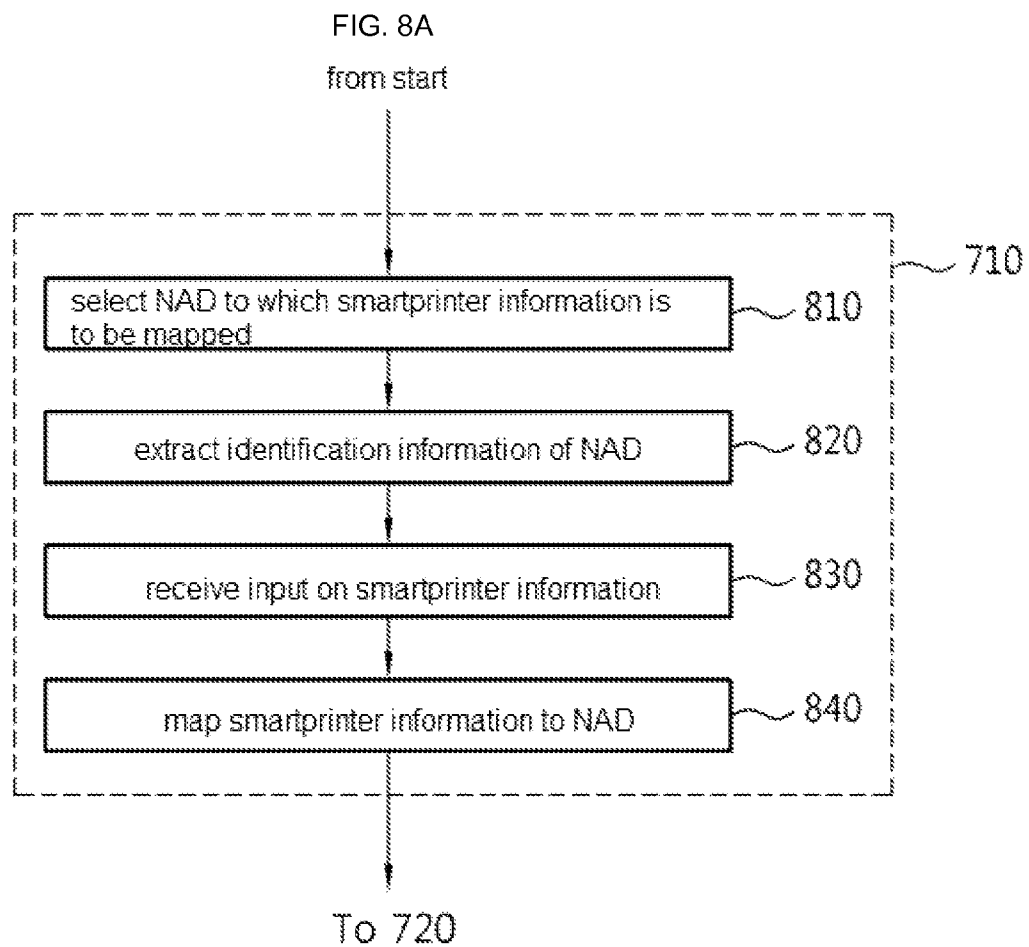 FIG. 8A
from start
710
select NAD to which smartprinter information is
to be mapped
810
extract identification information of NAD
820
receive input on smartprinter information
830
map smartprinter information to NAD
840
To 720